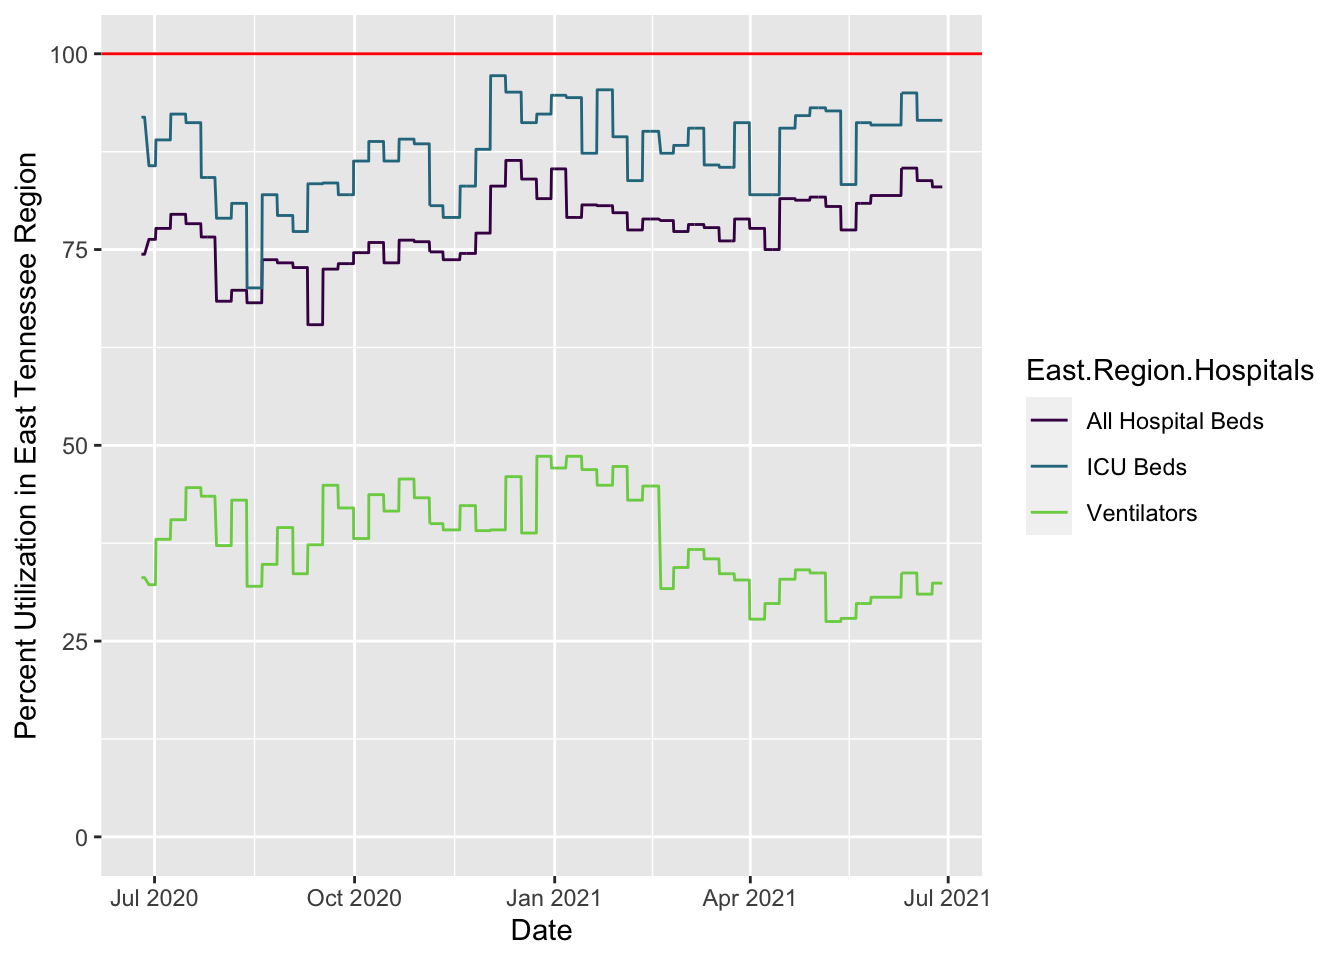 Percent Utilization in East Tennessee Region
100
75
50
25
0
Jul 2020
Oct 2020
Jan 2021
Apr 2021
Jul 2021
Date
East.Region.Hospitals
All Hospital Beds
ICU Beds
Ventilators